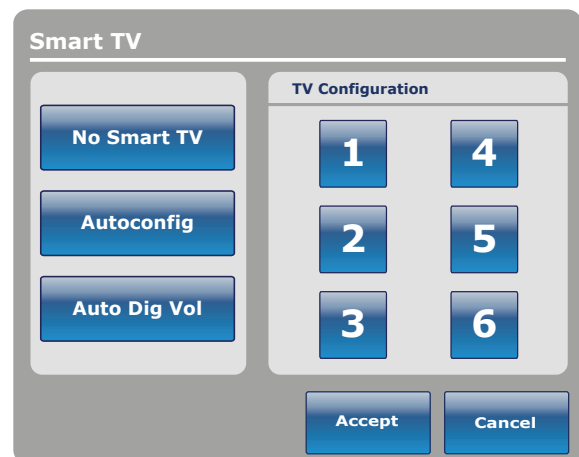 Smart TV
No Smart TV
Autoconfig
Auto Dig Vol
TV Configuration
1 4
2 5
3 6
Accept Cancel